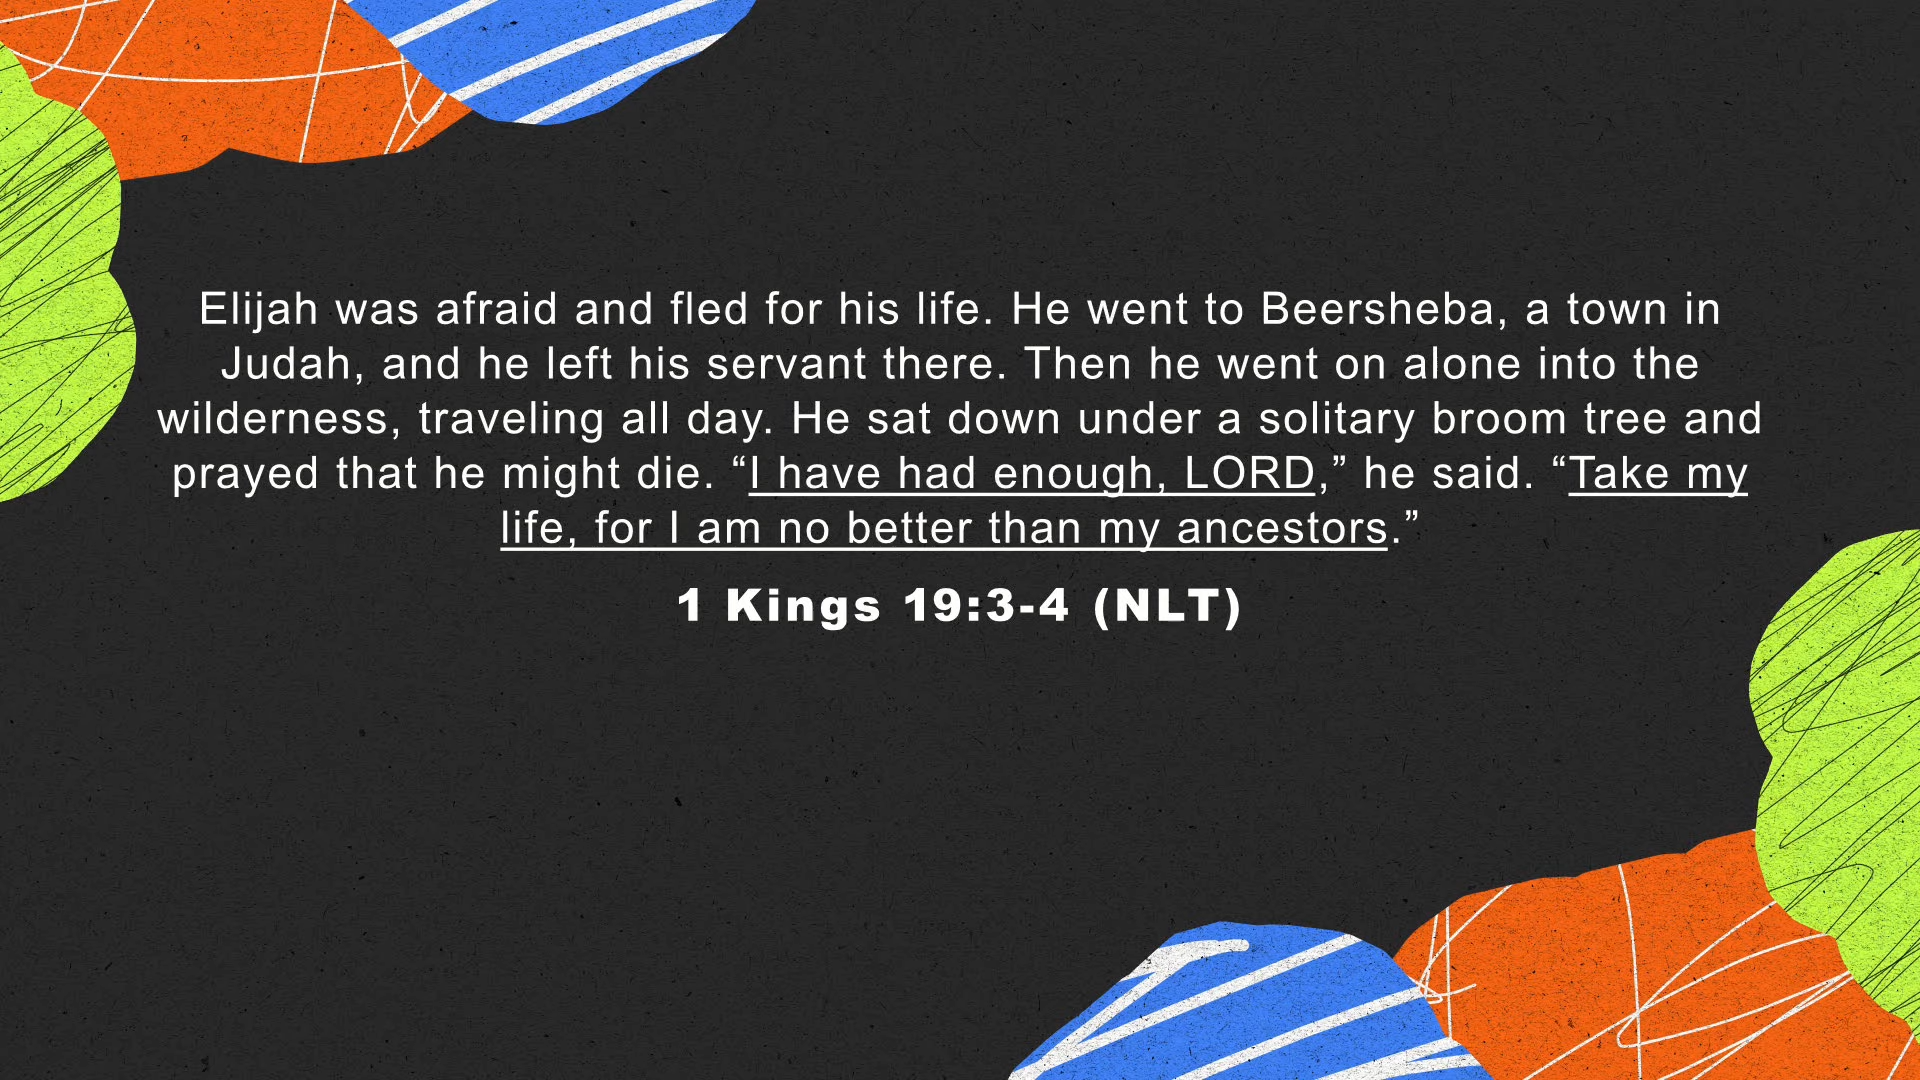 Elijah was afraid and fled for his life. He went to Beersheba, a town in
Judah, and he left his servant there. Then he went on alone into the
wilderness, traveling all day. He sat down under a solitary broom tree and
prayed that he might die. “I have had enough, LORD,” he said. “Take my
life, for I am no better than my ancestors.”
1 Kings 19:3-4 (NLT)